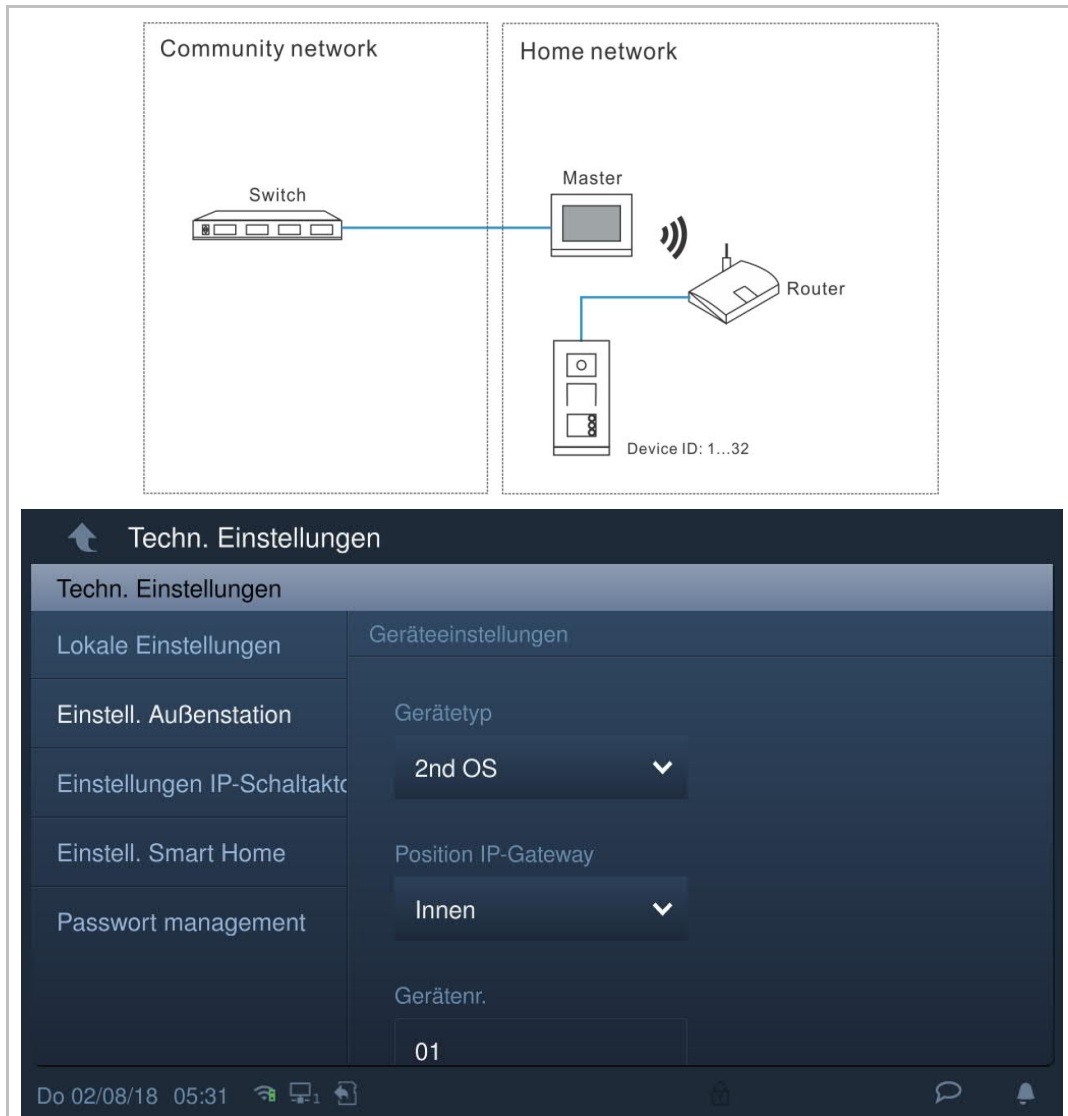 Community network
Home network
Switch
Master
Router
Device ID: 1...32
Techn. Einstellungen
Techn. Einstellungen
Lokale Einstellungen
Geräteeinstellungen
Einstell. Außenstation
Gerätetyp
2nd OS
Einstellungen IP-Schaltakto
Einstell. Smart Home
Position IP-Gateway
Innen
Passwort management
Gerätenr.
01
Do 02/08/18 05:31
1